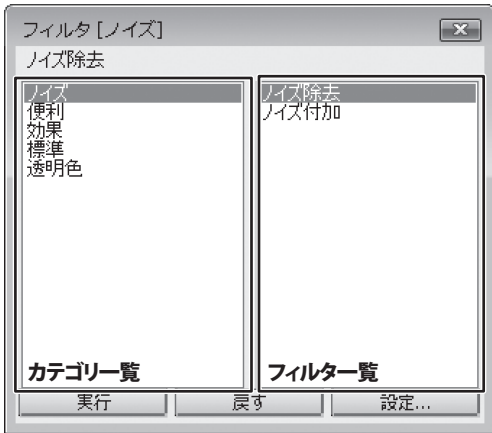 フィルタ [ノイズ]
ノイズ除去
ノイズ
便利
効果
標準
透明色
カテゴリ一覧
ノイズ除去
ノイズ付加
フィルター覧
実行
戻す
設定...